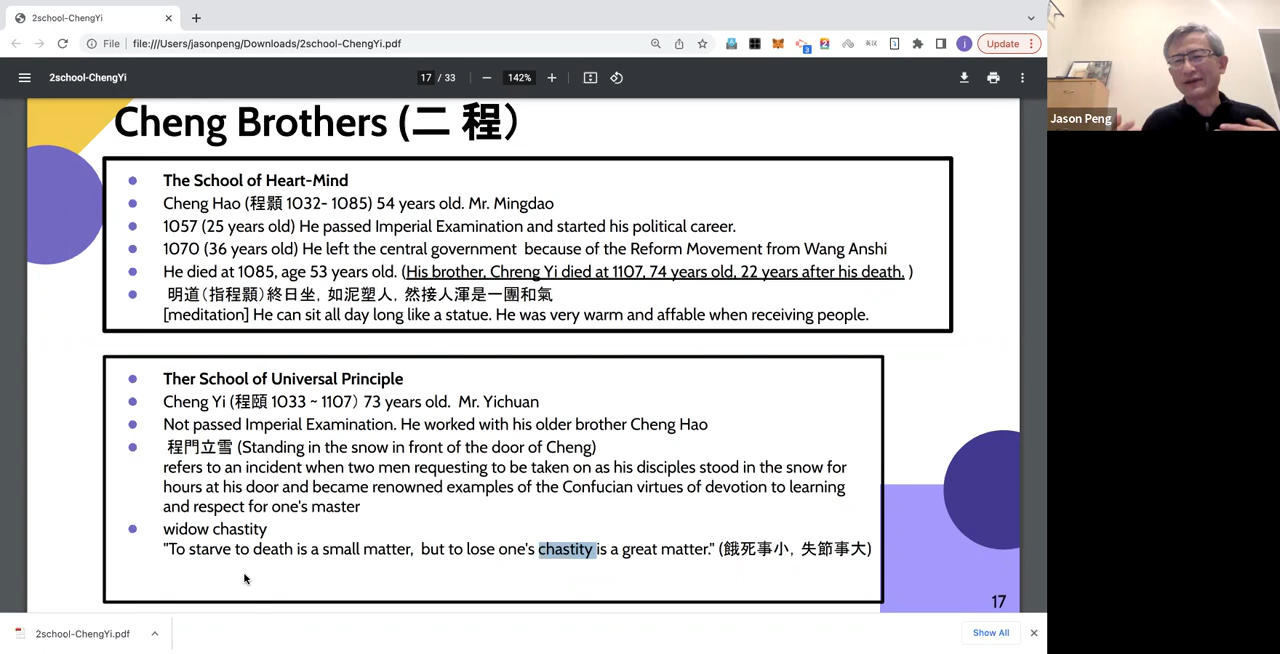 2school-ChengYi
File
file:///Users/jasonpeng/Downloads/2school-ChengYi.pdf
Update
2school-ChengYi
17 / 33
142%
Jason Peng
Cheng Brothers (二 程)
The School of Heart-Mind
Cheng Hao (程顥 1032- 1085) 54 years old. Mr. Mingdao
1057 (25 years old) He passed Imperial Examination and started his political career.
1070 (36 years old) He left the central government because of the Reform Movement from Wang Anshi
He died at 1085, age 53 years old. (His brother, Chreng Yi died at 1107, 74 years old, 22 years after his death. )
明道(指程顥)終日坐, 如泥塑人, 然接人渾是一團和氣
[meditation] He can sit all day long like a statue. He was very warm and affable when receiving people.
Ther School of Universal Principle
Cheng Yi (程頤 1033 ~ 1107) 73 years old. Mr. Yichuan
Not passed Imperial Examination. He worked with his older brother Cheng Hao
程門立雪 (Standing in the snow in front of the door of Cheng)
refers to an incident when two men requesting to be taken on as his disciples stood in the snow for
hours at his door and became renowned examples of the Confucian virtues of devotion to learning
and respect for one's master
widow chastity
"To starve to death is a small matter, but to lose one's chastity is a great matter." (餓死事小, 失節事大)
17
2school-ChengYi.pdf
Show All